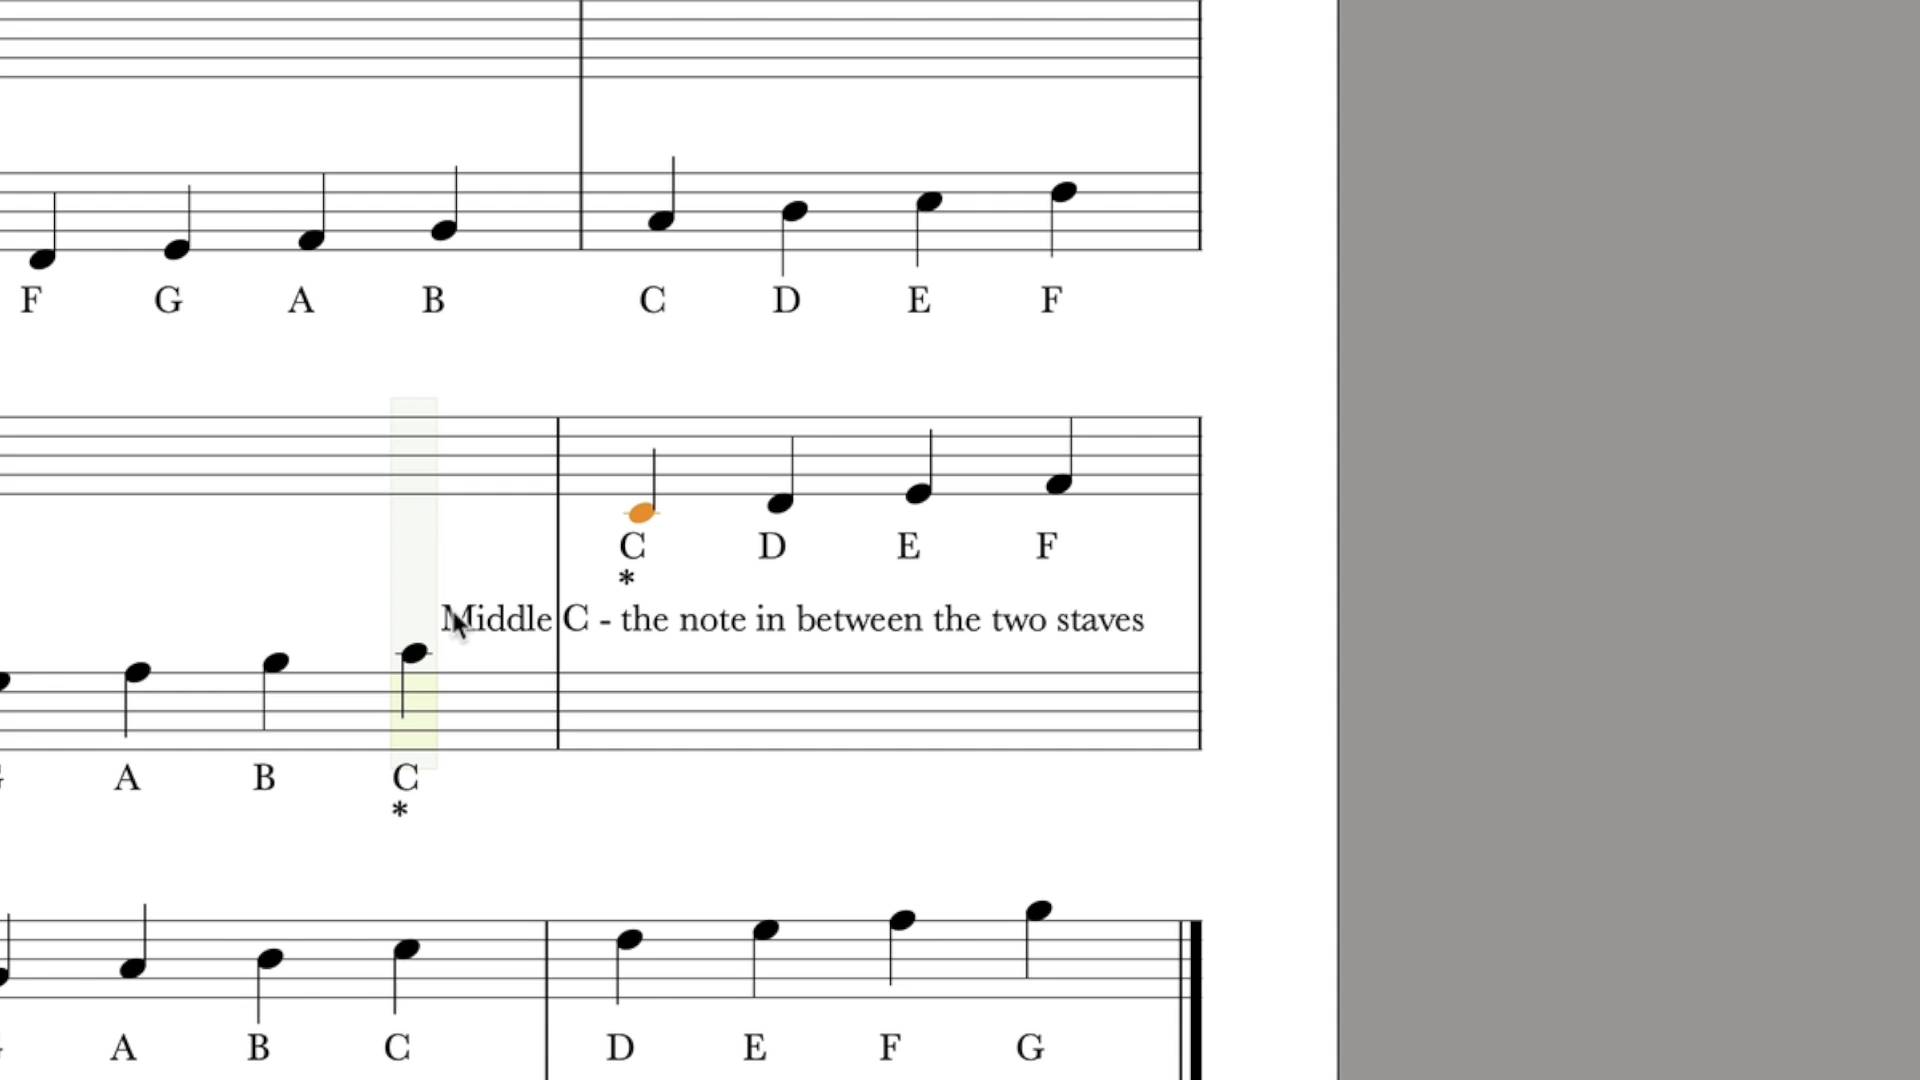 F G A B C D E F
C D E F
*
*
Middle C - the note in between the two staves
A B C
*
A B C D E F G